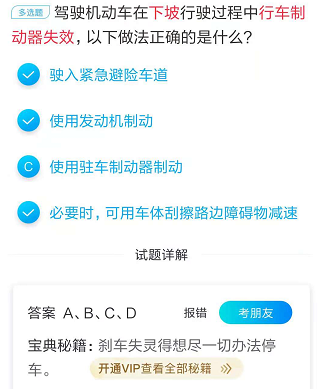 多选题 驾驶机动车在下坡行驶过程中行车制
动器失效，以下做法正确的是什么？
驶入紧急避险车道
使用发动机制动
C 使用驻车制动器制动
必要时，可用车体刮擦路边障碍物减速
试题详解
答案 A、B、C、D 报错 考朋友
宝典秘籍：刹车失灵得想尽一切办法停
车。 开通VIP查看全部秘籍